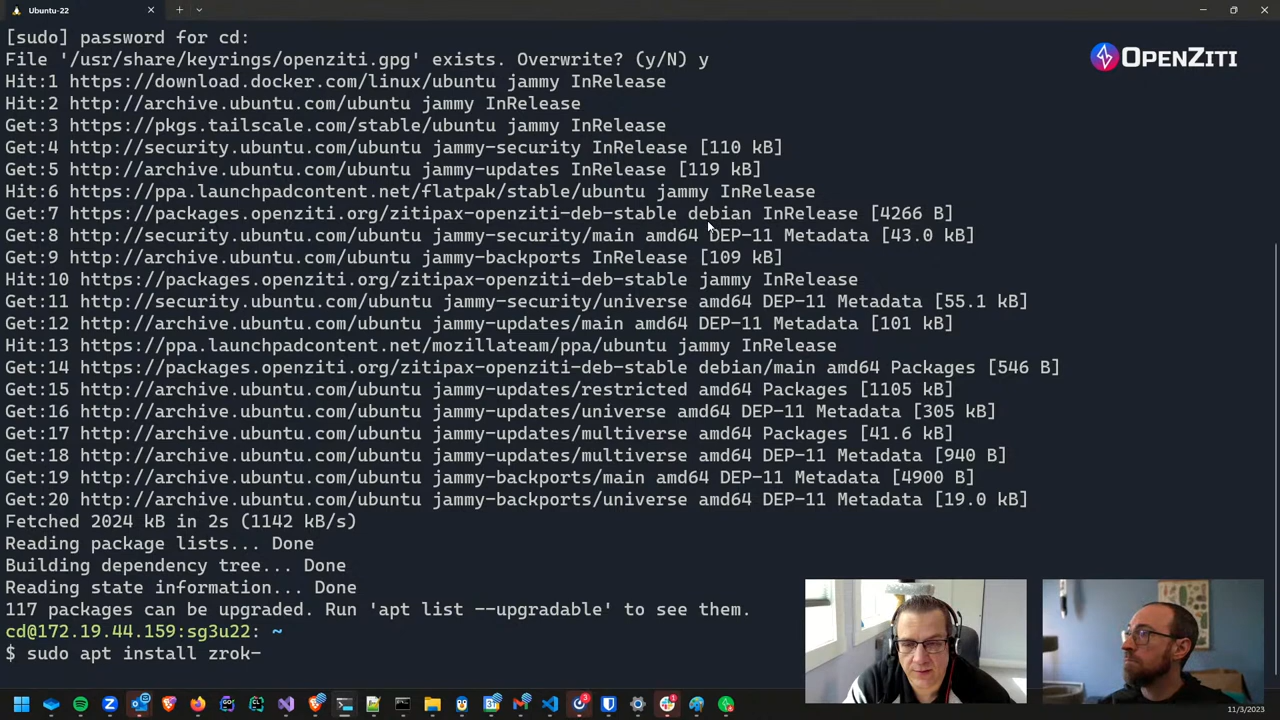 Ubuntu-22
[sudo] password for cd:
File '/usr/share/keyrings/openziti.gpg' exists. Overwrite? (y/N) y
Hit:1 https://download.docker.com/linux/ubuntu jammy InRelease
Hit:2 http://archive.ubuntu.com/ubuntu jammy InRelease
Get:3 https://pkgs.tailscale.com/stable/ubuntu jammy InRelease
Get:4 http://security.ubuntu.com/ubuntu jammy-security InRelease [110 kB]
Get:5 http://archive.ubuntu.com/ubuntu jammy-updates InRelease [119 kB]
Hit:6 https://ppa.launchpadcontent.net/flatpak/stable/ubuntu jammy InRelease
Get:7 https://packages.openziti.org/zitipax-openziti-deb-stable debian InRelease [4266 B]
Get:8 http://security.ubuntu.com/ubuntu jammy-security/main amd64 DEP-11 Metadata [43.0 kB]
Get:9 http://archive.ubuntu.com/ubuntu jammy-backports InRelease [109 kB]
Hit:10 https://packages.openziti.org/zitipax-openziti-deb-stable jammy InRelease
Get:11 http://security.ubuntu.com/ubuntu jammy-security/universe amd64 DEP-11 Metadata [55.1 kB]
Get:12 http://archive.ubuntu.com/ubuntu jammy-updates/main amd64 DEP-11 Metadata [101 kB]
Hit:13 https://ppa.launchpadcontent.net/mozillateam/ppa/ubuntu jammy InRelease
Get:14 https://packages.openziti.org/zitipax-openziti-deb-stable debian/main amd64 Packages [546 B]
Get:15 http://archive.ubuntu.com/ubuntu jammy-updates/restricted amd64 Packages [1105 kB]
Get:16 http://archive.ubuntu.com/ubuntu jammy-updates/universe amd64 DEP-11 Metadata [305 kB]
Get:17 http://archive.ubuntu.com/ubuntu jammy-updates/multiverse amd64 Packages [41.6 kB]
Get:18 http://archive.ubuntu.com/ubuntu jammy-updates/multiverse amd64 DEP-11 Metadata [940 B]
Get:19 http://archive.ubuntu.com/ubuntu jammy-backports/main amd64 DEP-11 Metadata [4900 B]
Get:20 http://archive.ubuntu.com/ubuntu jammy-backports/universe amd64 DEP-11 Metadata [19.0 kB]
Fetched 2024 kB in 2s (1142 kB/s)
Reading package lists... Done
Building dependency tree... Done
Reading state information... Done
117 packages can be upgraded. Run 'apt list --upgradable' to see them.
cd@172.19.44.159:sg3u22: ~
$ sudo apt install zrok-
OPENZITI
11/3/2023